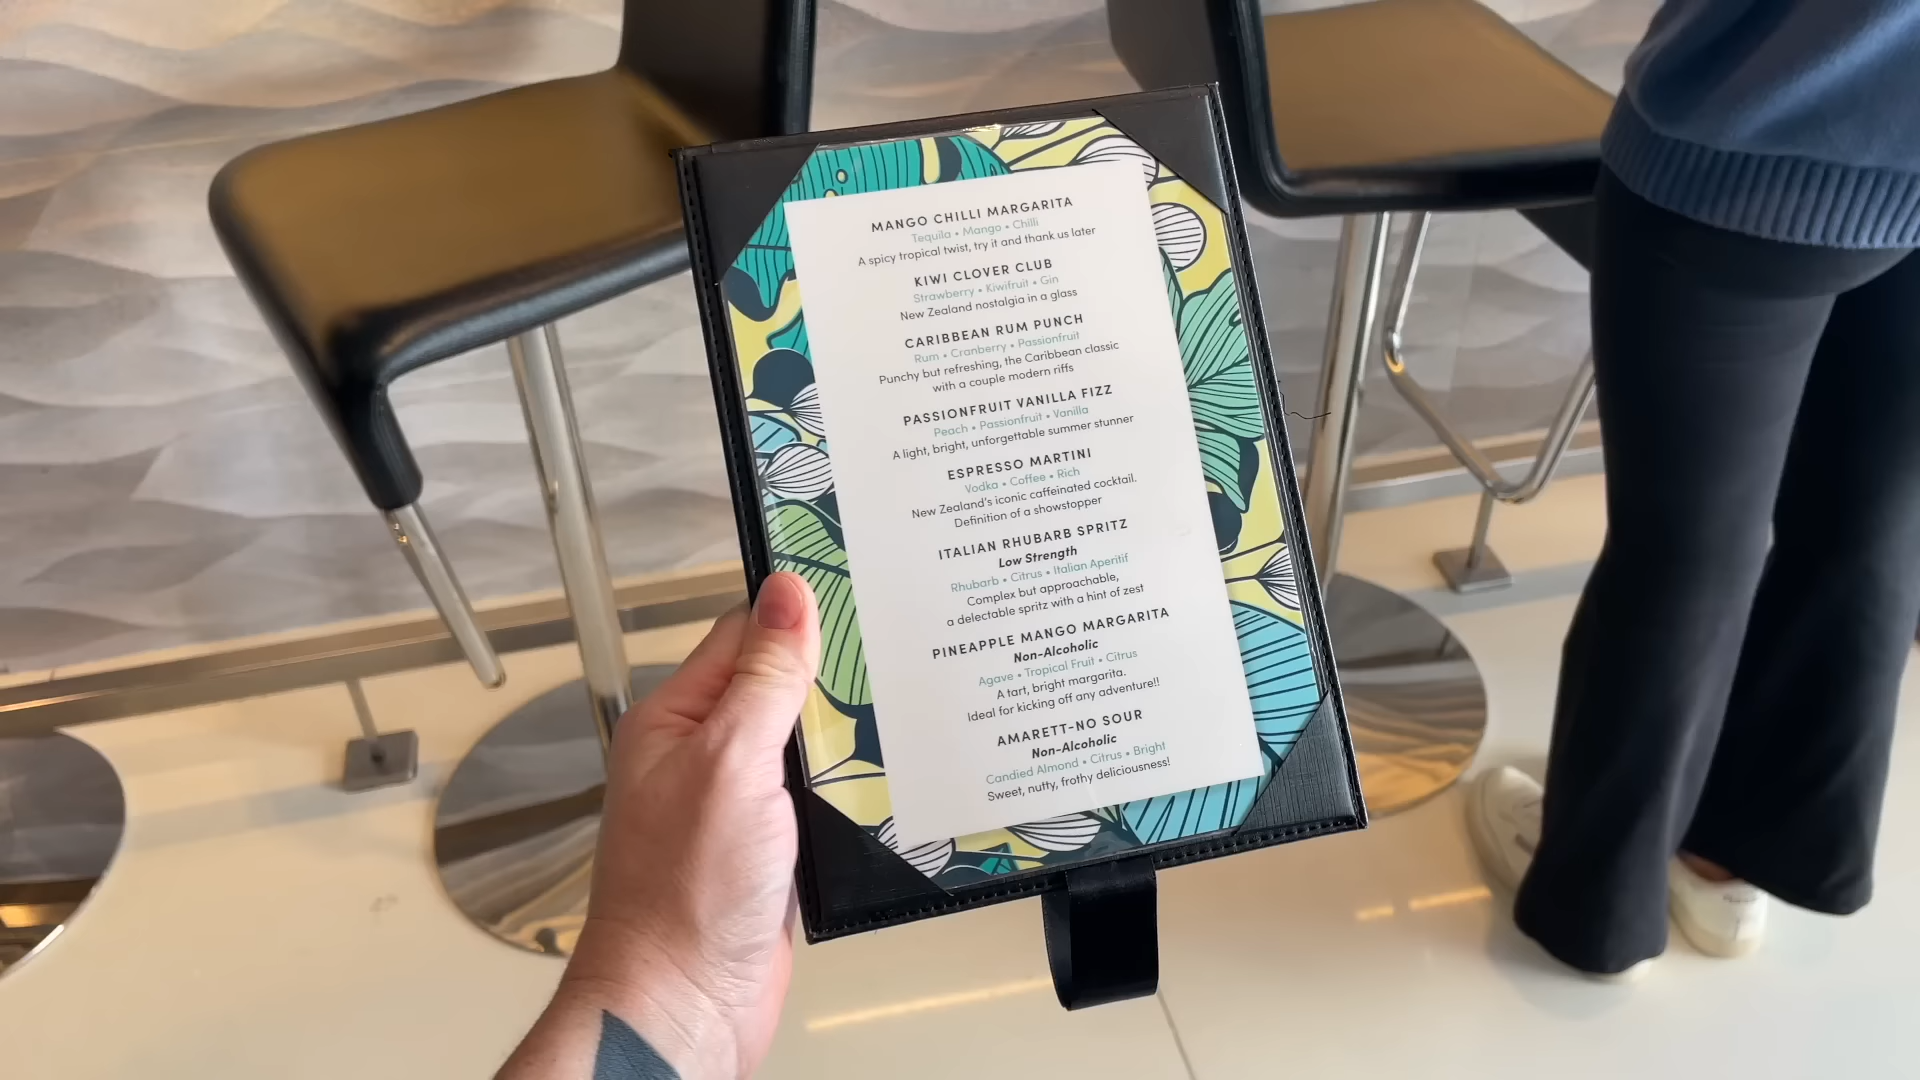 MANGO CHILLI MARGARITA
Tequila • Mango • Chilli
A spicy tropical twist, try it and thank us later
KIWI CLOVER CLUB
Strawberry • Kiwifruit • Gin
New Zealand nostalgia in a glass
CARIBBEAN RUM PUNCH
Rum • Cranberry • Passionfruit
Punchy but refreshing, the Caribbean classic
with a couple modern riffs
PASSIONFRUIT VANILLA FIZZ
Peach • Passionfruit • Vanilla
A light, bright, unforgettable summer stunner
ESPRESSO MARTINI
Vodka • Coffee • Rich
New Zealand's iconic caffeinated cocktail.
Definition of a showstopper
ITALIAN RHUBARB SPRITZ
Low Strength
Rhubarb • Citrus • Italian Aperitif
Complex but approachable,
a delectable spritz with a hint of zest
PINEAPPLE MANGO MARGARITA
Non-Alcoholic
Agave • Tropical Fruit • Citrus
A tart, bright margarita.
Ideal for kicking off any adventure!!
AMARETT-NO SOUR
Non-Alcoholic
Candied Almond • Citrus • Bright
Sweet, nutty, frothy deliciousness!